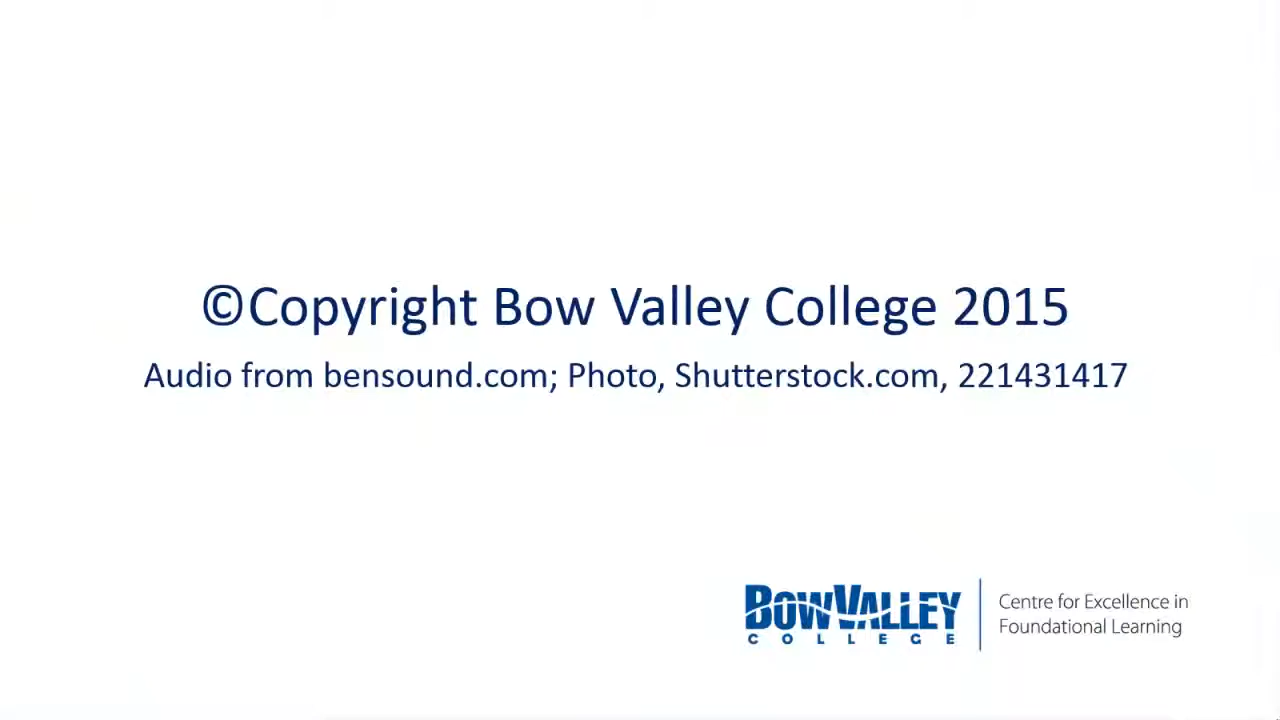 ©Copyright Bow Valley College 2015
Audio from bensound.com; Photo, Shutterstock.com, 221431417
BOW VALLEY
COLLEGE
Centre for Excellence in
Foundational Learning